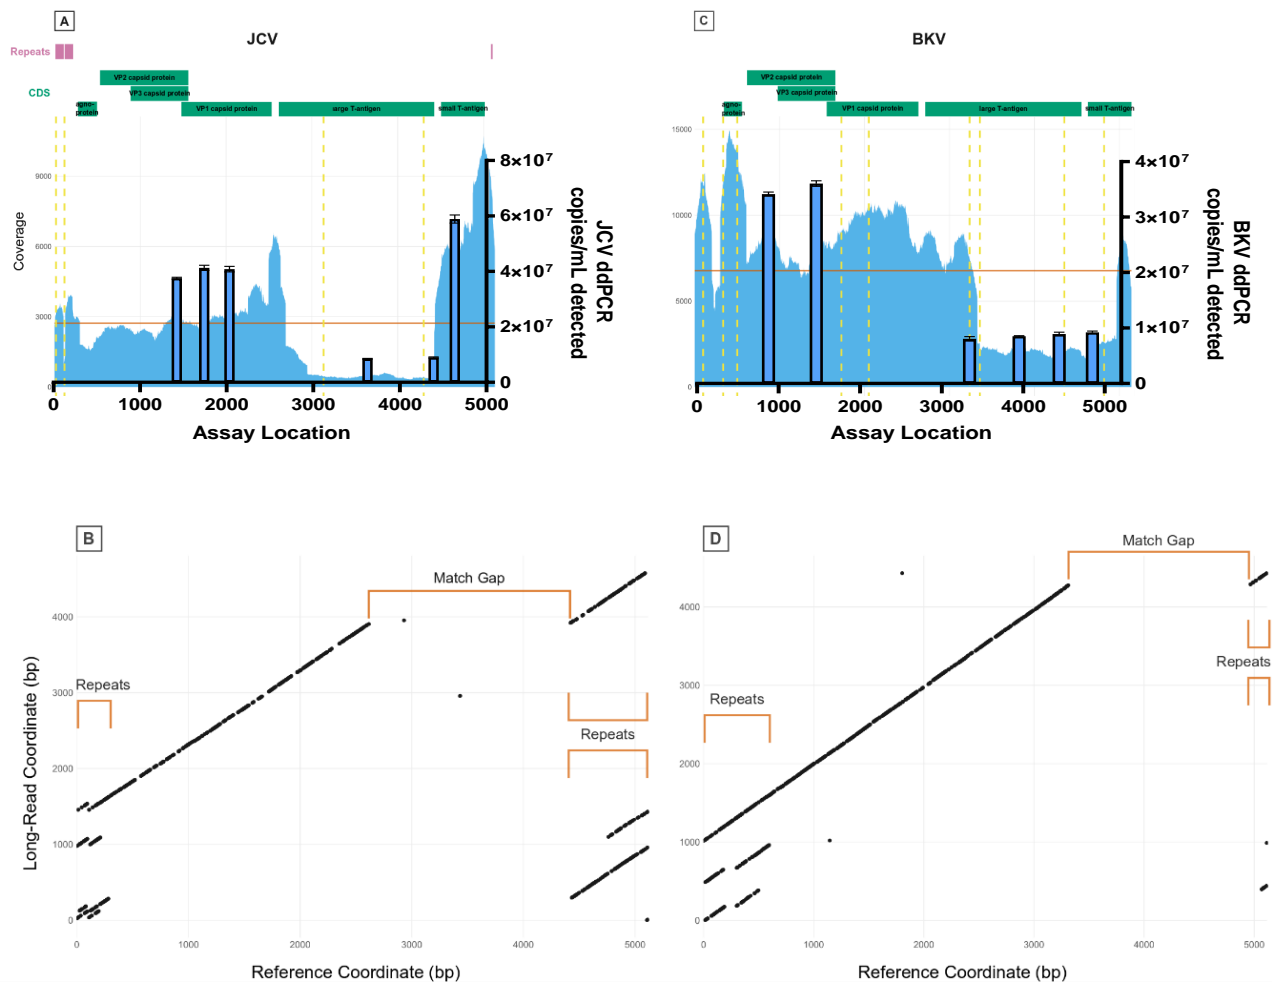 A
JCV
Repeats
VP2 capsid protein
CDS
VP3 capsid protein
agno-
protein
VP1 capsid protein
large T-antigen
small T-antigen
9000
6000
3000
0
Coverage
8×10⁷
6×10⁷
4×10⁷
2×10⁷
0
JCV ddPCR
copies/mL detected
0 1000 2000 3000 4000 5000
Assay Location
C
BKV
VP2 capsid protein
VP3 capsid protein
agno-
protein
VP1 capsid protein
large T-antigen
small T-antigen
15000
10000
5000
0
4×10⁷
3×10⁷
2×10⁷
1×10⁷
0
BKV ddPCR
copies/mL detected
0 1000 2000 3000 4000 5000
Assay Location
B
Match Gap
Repeats
Repeats
4000
3000
2000
1000
0
Long-Read Coordinate (bp)
0 1000 2000 3000 4000 5000
Reference Coordinate (bp)
D
Match Gap
Repeats
Repeats
4000
3000
2000
1000
0
0 1000 2000 3000 4000 5000
Reference Coordinate (bp)